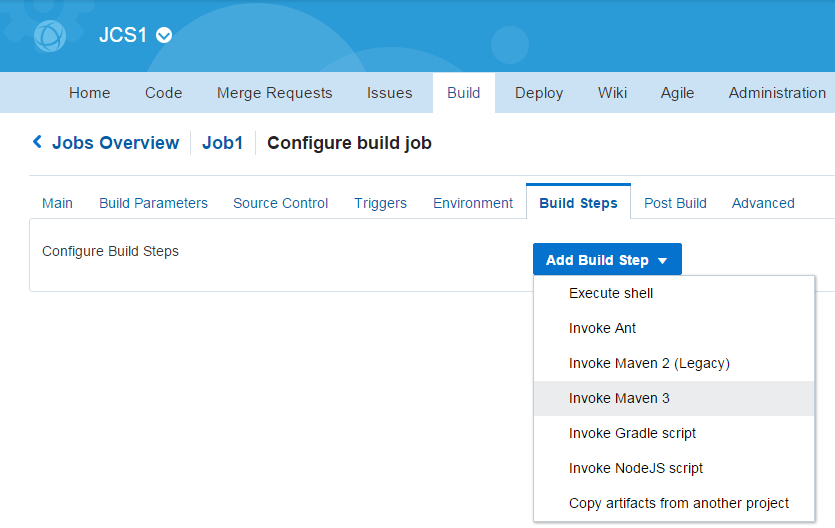 JCS1
Home Code Merge Requests Issues Build Deploy Wiki Agile Administration
Jobs Overview Job1 Configure build job
Main Build Parameters Source Control Triggers Environment Build Steps Post Build Advanced
Configure Build Steps
Add Build Step
Execute shell
Invoke Ant
Invoke Maven 2 (Legacy)
Invoke Maven 3
Invoke Gradle script
Invoke NodeJS script
Copy artifacts from another project